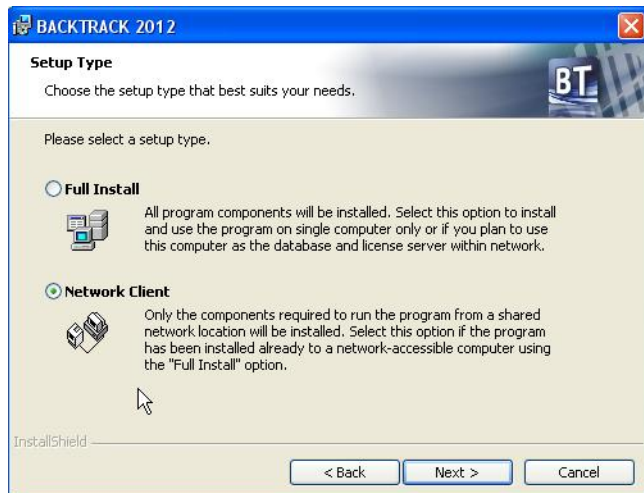 BACKTRACK 2012
Setup Type
Choose the setup type that best suits your needs.
BT
Please select a setup type.
Full Install
All program components will be installed. Select this option to install
and use the program on single computer only or if you plan to use
this computer as the database and license server within network.
Network Client
Only the components required to run the program from a shared
network location will be installed. Select this option if the program
has been installed already to a network-accessible computer using
the "Full Install" option.
InstallShield
< Back
Next >
Cancel